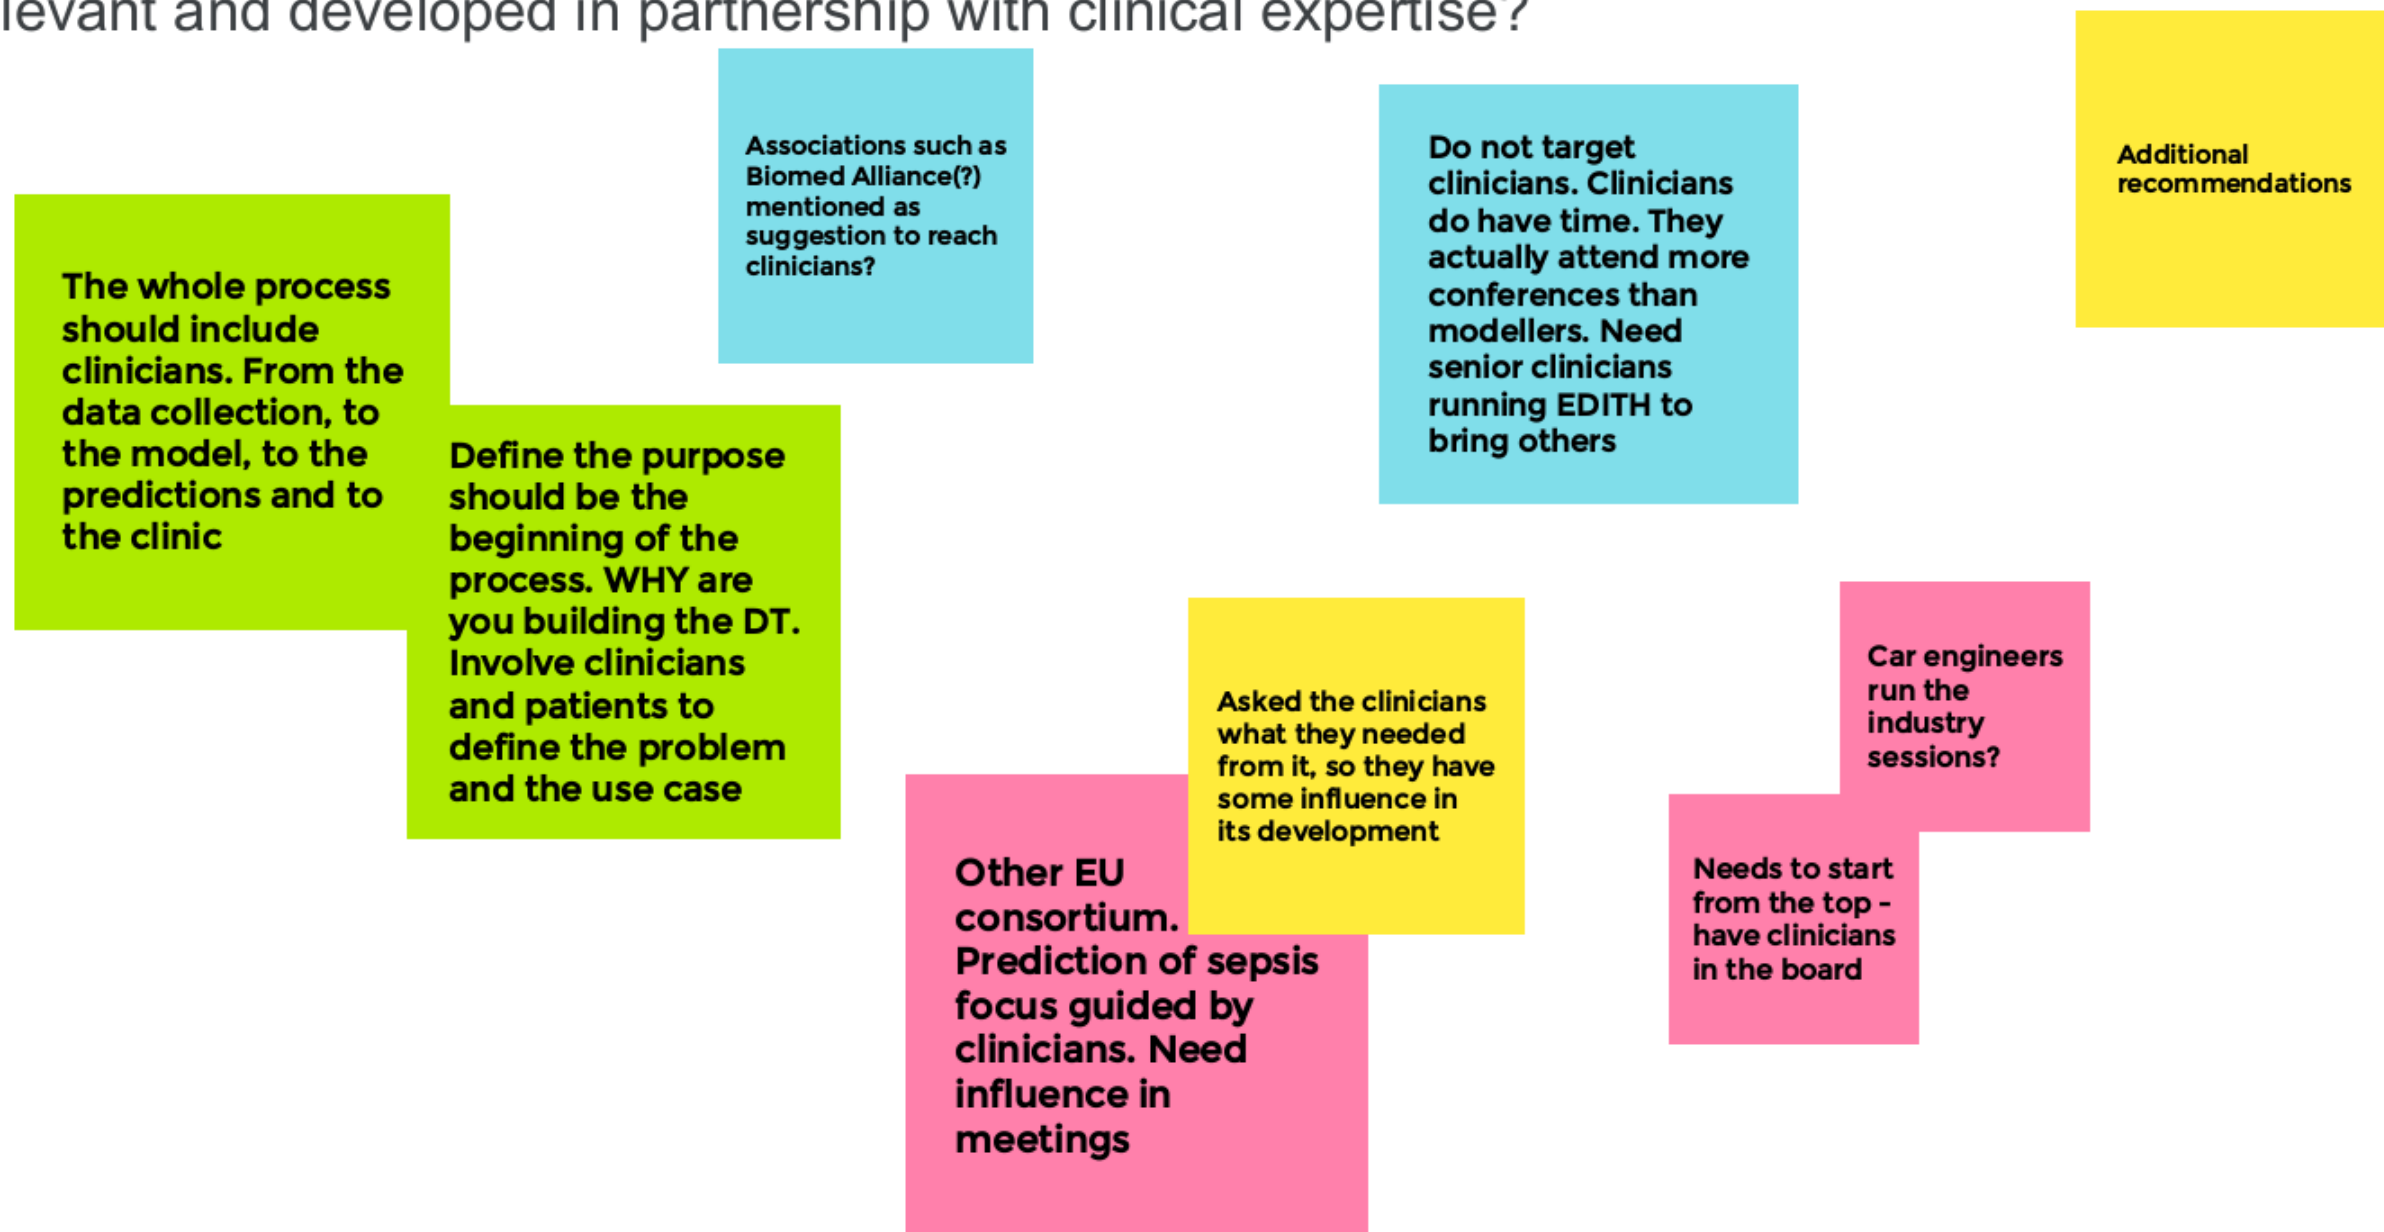 levant and developed in partnership with clinical expertise?
Associations such as
Biomed Alliance(?)
mentioned as
suggestion to reach
clinicians?
Do not target
clinicians. Clinicians
do have time. They
actually attend more
conferences than
modellers. Need
senior clinicians
running EDITH to
bring others
Additional
recommendations
The whole process
should include
clinicians. From the
data collection, to
the model, to the
predictions and to
the clinic
Define the purpose
should be the
beginning of the
process. WHY are
you building the DT.
Involve clinicians
and patients to
define the problem
and the use case
Asked the clinicians
what they needed
from it, so they have
some influence in
its development
Other EU
consortium.
Prediction of sepsis
focus guided by
clinicians. Need
influence in
meetings
Car engineers
run the
industry
sessions?
Needs to start
from the top -
have clinicians
in the board